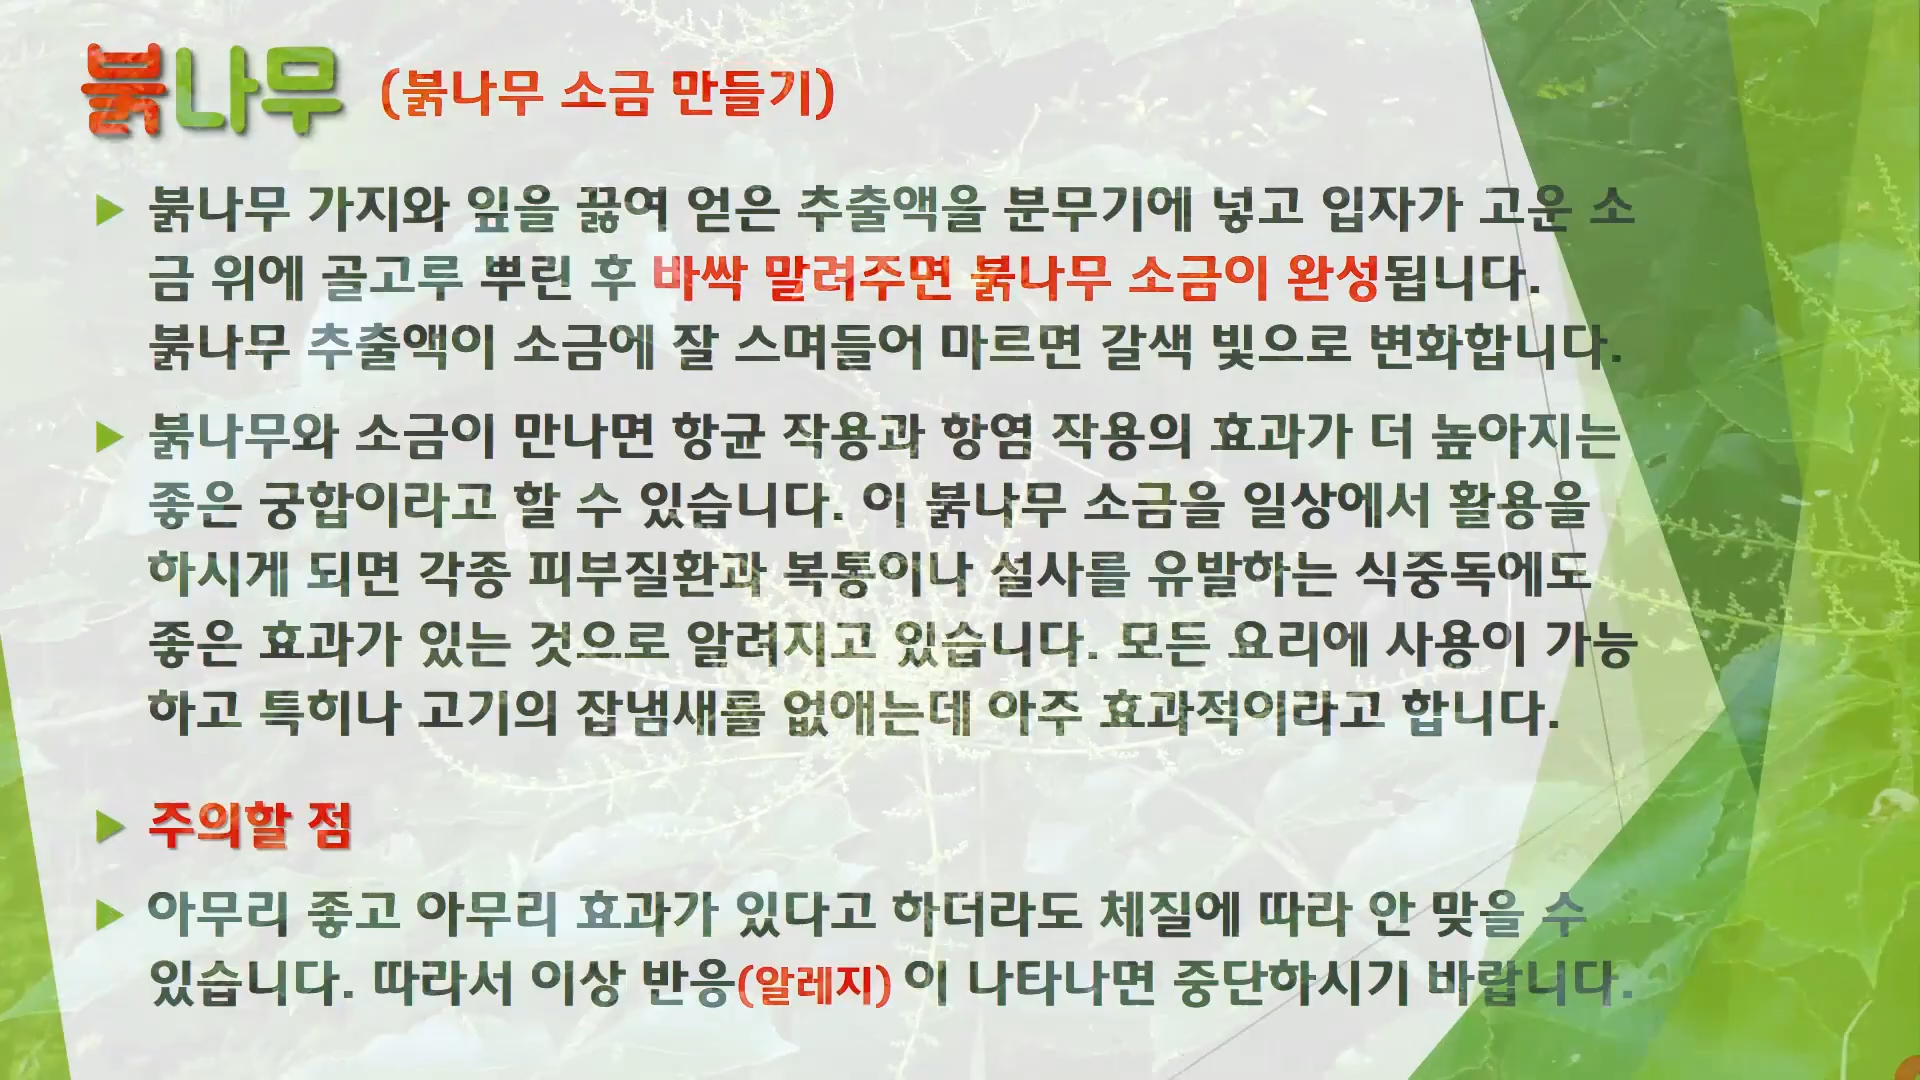 붉나무 (붉나무 소금 만들기)
붉나무 가지와 잎을 끓여 얻은 추출액을 분무기에 넣고 입자가 고운 소
금 위에 골고루 뿌린 후 바싹 말려주면 붉나무 소금이 완성됩니다.
붉나무 추출액이 소금에 잘 스며들어 마르면 갈색 빛으로 변화합니다.
붉나무와 소금이 만나면 항균 작용과 항염 작용의 효과가 더 높아지는
좋은 궁합이라고 할 수 있습니다. 이 붉나무 소금을 일상에서 활용을
하시게 되면 각종 피부질환과 복통이나 설사를 유발하는 식중독에도
좋은 효과가 있는 것으로 알려지고 있습니다. 모든 요리에 사용이 가능
하고 특히나 고기의 잡냄새를 없애는데 아주 효과적이라고 합니다.
주의할 점
아무리 좋고 아무리 효과가 있다고 하더라도 체질에 따라 안 맞을 수
있습니다. 따라서 이상 반응(알레지) 이 나타나면 중단하시기 바랍니다.